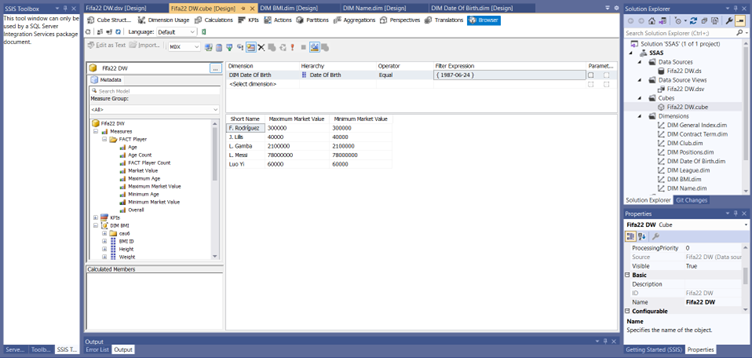 SSIS Toolbox
This tool window can only be
used by a SQL Server
Integration Services package
document.
Serve...
Tools...
SSIS T...
Fifa22 DW.dsv [Design]
Fifa22 DW.cube [Design]
DIM BMI.dim [Design]
DIM Name.dim [Design]
DIM Date Of Birth.dim [Design]
Cube Struct...
Dimension Usage
Calculations
KPIs
Actions
Partitions
Aggregations
Perspectives
Translations
Browser
Language:
Default
Edit as Text
Import...
MDX
Fifa22 DW
Metadata
Search Model
Measure Group:
<All>
Fifa22 DW
Measures
FACT Player
Age
Age Count
FACT Player Count
Market Value
Maximum Age
Maximum Market Value
Minimum Age
Minimum Market Value
Overall
KPIs
DIM BMI
BMI ID
Height
Weight
Calculated Members
Dimension Hierarchy Operator Filter Expression Paramet...
DIM Date Of Birth Date Of Birth Equal { 1987-06-24 }
<Select dimension>
Short Name Maximum Market Value Minimum Market Value
F. Rodríguez 300000 300000
J. Lillis 40000 40000
L. Gamba 2100000 2100000
L. Messi 78000000 78000000
Luo Yi 60000 60000
Output
Error List
Output
Solution Explorer
Search Solution Explorer (Ctrl+;)
Solution 'SSAS' (1 of 1 project)
SSAS
Data Sources
Fifa22 DW.ds
Data Source Views
Fifa22 DW.dsv
Cubes
Fifa22 DW.cube
Dimensions
DIM General Index.dim
DIM Contract Term.dim
DIM Club.dim
DIM Positions.dim
DIM Date Of Birth.dim
DIM League.dim
DIM BMI.dim
DIM Name.dim
Solution Explorer
Git Changes
Properties
Fifa22 DW Cube
ProcessingPriority 0
Source Fifa22 DW (Data sour
Visible True
Basic
Description
ID Fifa22 DW
Name Fifa22 DW
Configurable
Name
Specifies the name of the object.
Getting Started (SSIS)
Properties